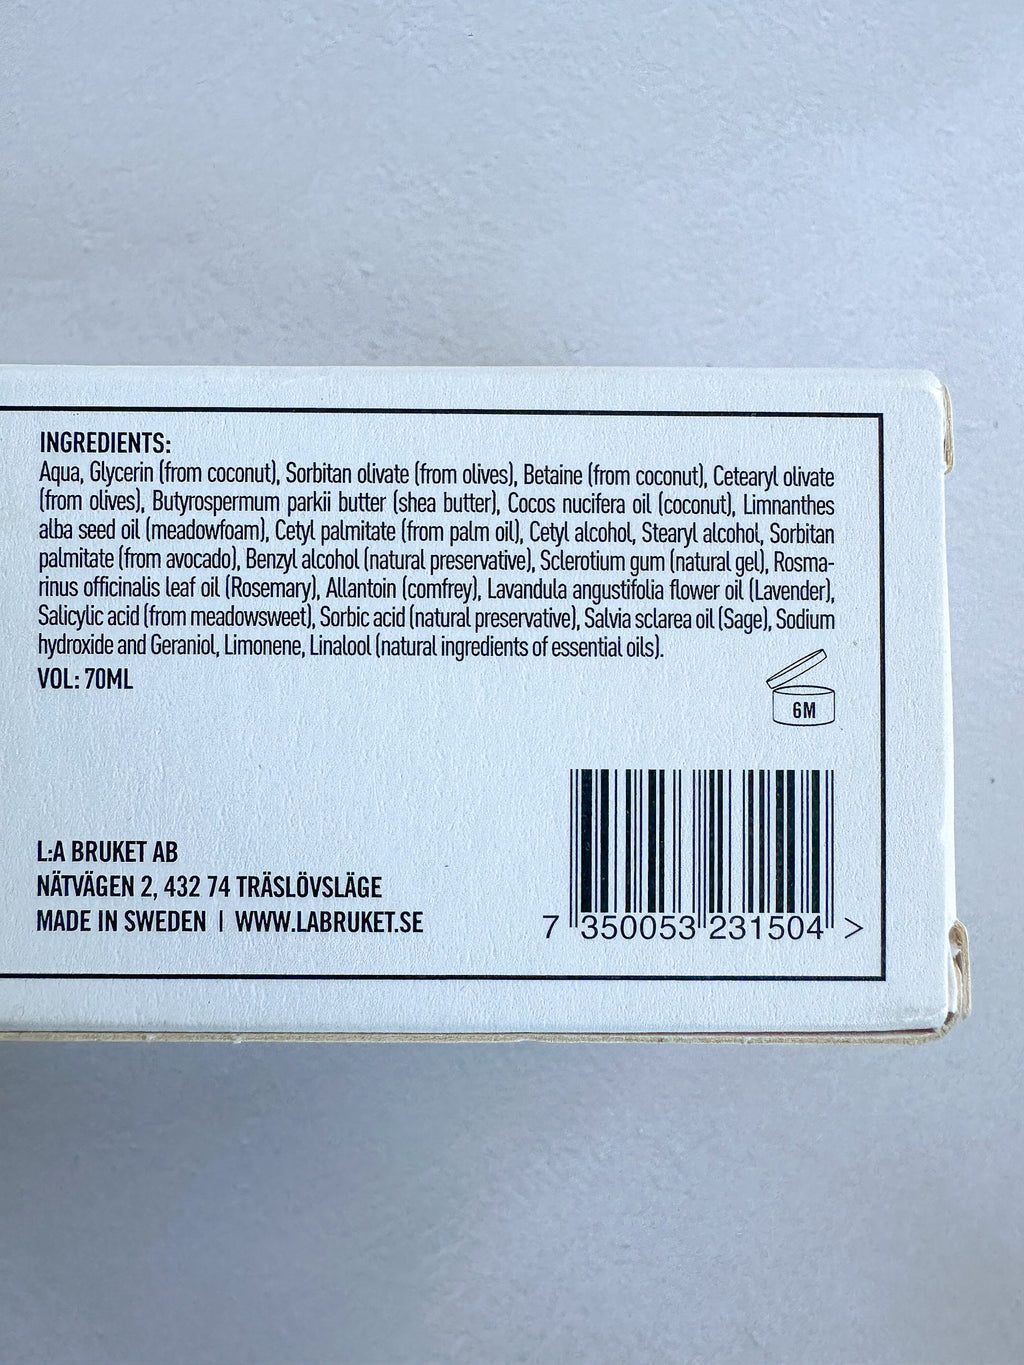 INGREDIENTS:
Aqua, Glycerin (from coconut), Sorbitan olivate (from olives), Betaine (from coconut), Cetearyl olivate
(from olives), Butyrospermum parkii butter (shea butter), Cocos nucifera oil (coconut), Limnanthes
alba seed oil (meadowfoam), Cetyl palmitate (from palm oil), Cetyl alcohol, Stearyl alcohol, Sorbitan
palmitate (from avocado), Benzyl alcohol (natural preservative), Sclerotium gum (natural gel), Rosma-
rinus officinalis leaf oil (Rosemary), Allantoin (comfrey), Lavandula angustifolia flower oil (Lavender),
Salicylic acid (from meadowsweet), Sorbic acid (natural preservative), Salvia sclarea oil (Sage), Sodium
hydroxide and Geraniol, Limonene, Linalool (natural ingredients of essential oils).
VOL: 70ML
6M
L:A BRUKET AB
NÄTVÄGEN 2, 432 74 TRÄSLÖVSLÄGE
MADE IN SWEDEN | WWW.LABRUKET.SE
7 350053 231504 >